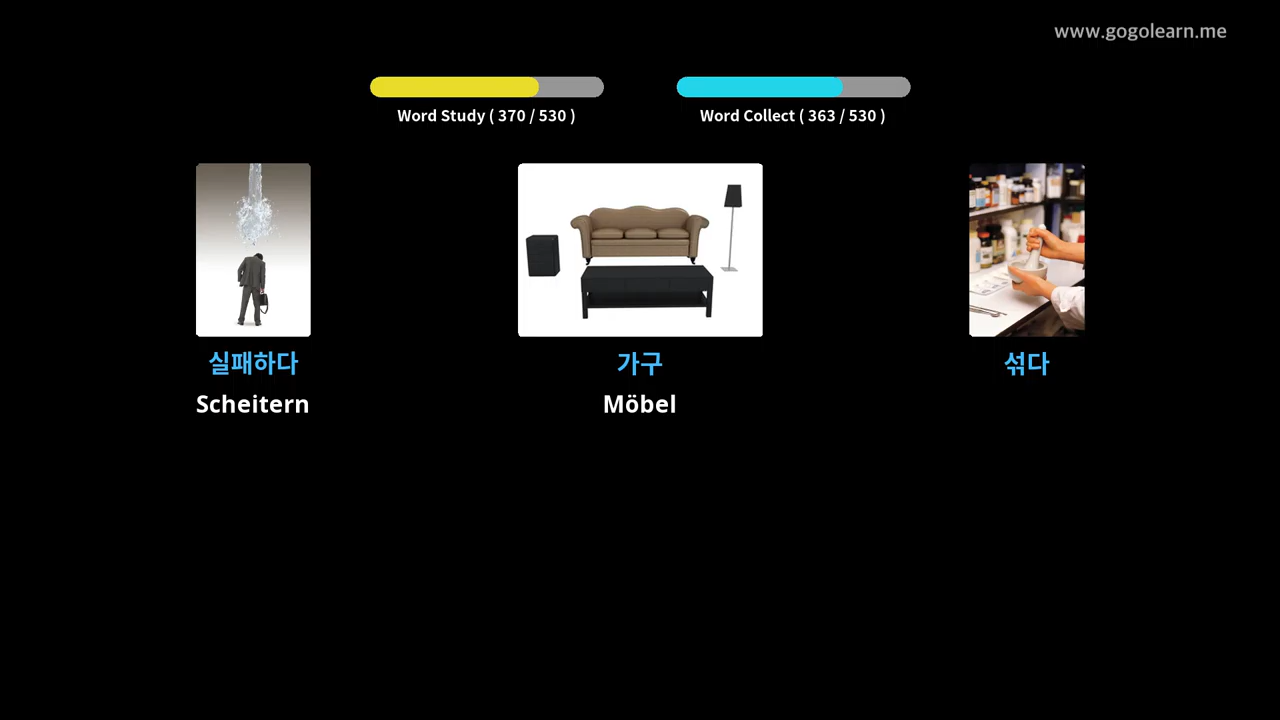 www.gogolearn.me
Word Study ( 370 / 530 )
Word Collect ( 363 / 530 )
실패하다
가구
섞다
Scheitern
Möbel